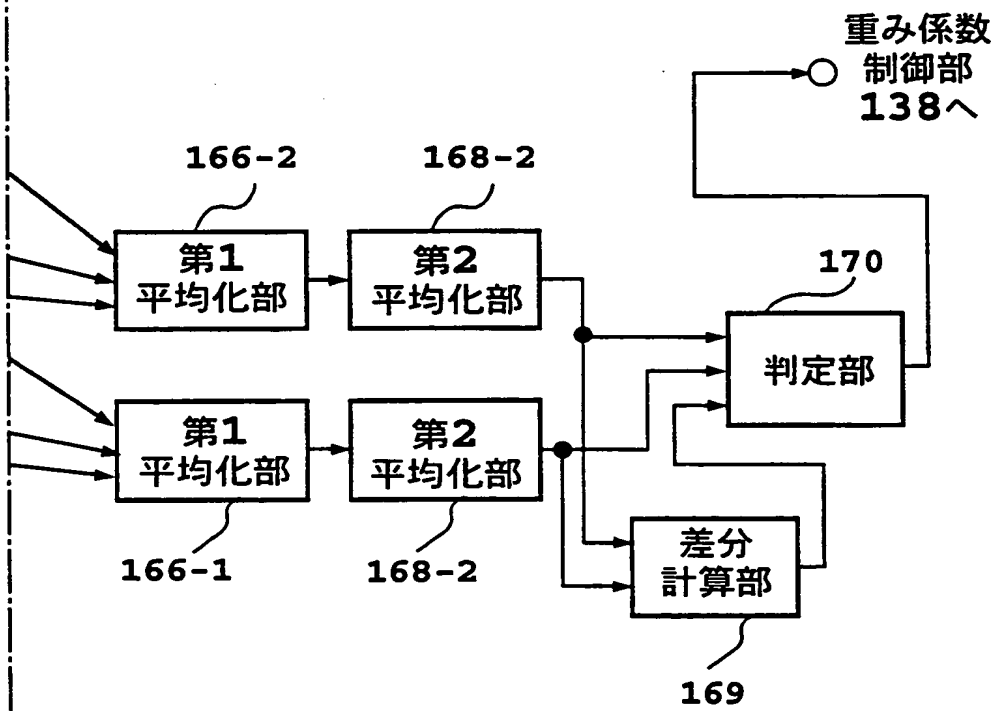 重み係数
制御部
138へ
166-2
168-2
第1
平均化部
第2
平均化部
170
判定部
第1
平均化部
第2
平均化部
166-1
168-2
差分
計算部
169